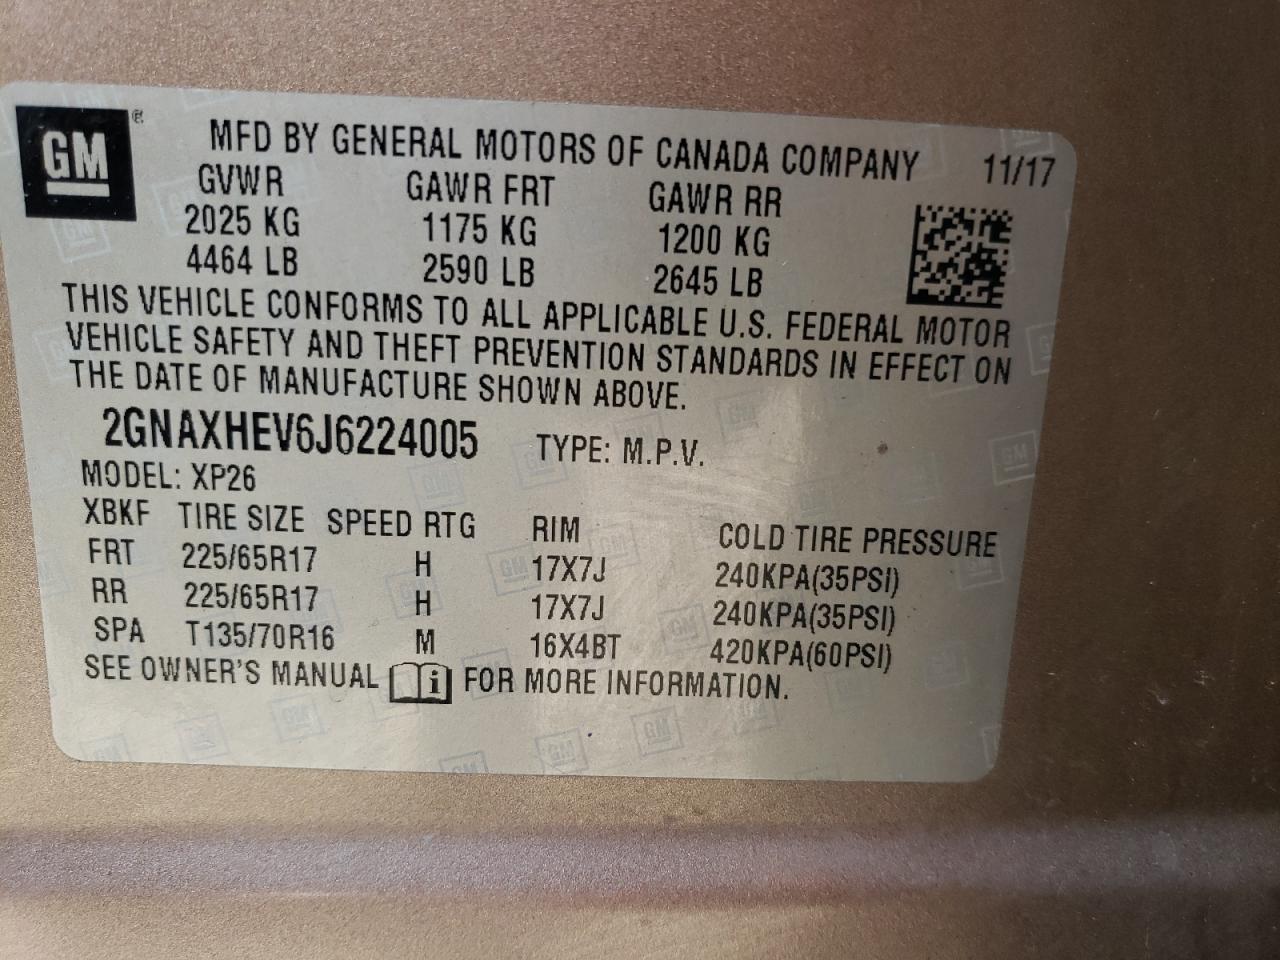 GM ®
MFD BY GENERAL MOTORS OF CANADA COMPANY 11/17
GVWR GAWR FRT GAWR RR
2025 KG 1175 KG 1200 KG
4464 LB 2590 LB 2645 LB
THIS VEHICLE CONFORMS TO ALL APPLICABLE U.S. FEDERAL MOTOR
VEHICLE SAFETY AND THEFT PREVENTION STANDARDS IN EFFECT ON
THE DATE OF MANUFACTURE SHOWN ABOVE.
2GNAXHEV6J6224005 TYPE: M.P.V.
MODEL: XP26
XBKF TIRE SIZE SPEED RTG RIM COLD TIRE PRESSURE
FRT 225/65R17 H 17X7J 240KPA(35PSI)
RR 225/65R17 H 17X7J 240KPA(35PSI)
SPA T135/70R16 M 16X4BT 420KPA(60PSI)
SEE OWNER'S MANUAL i FOR MORE INFORMATION.